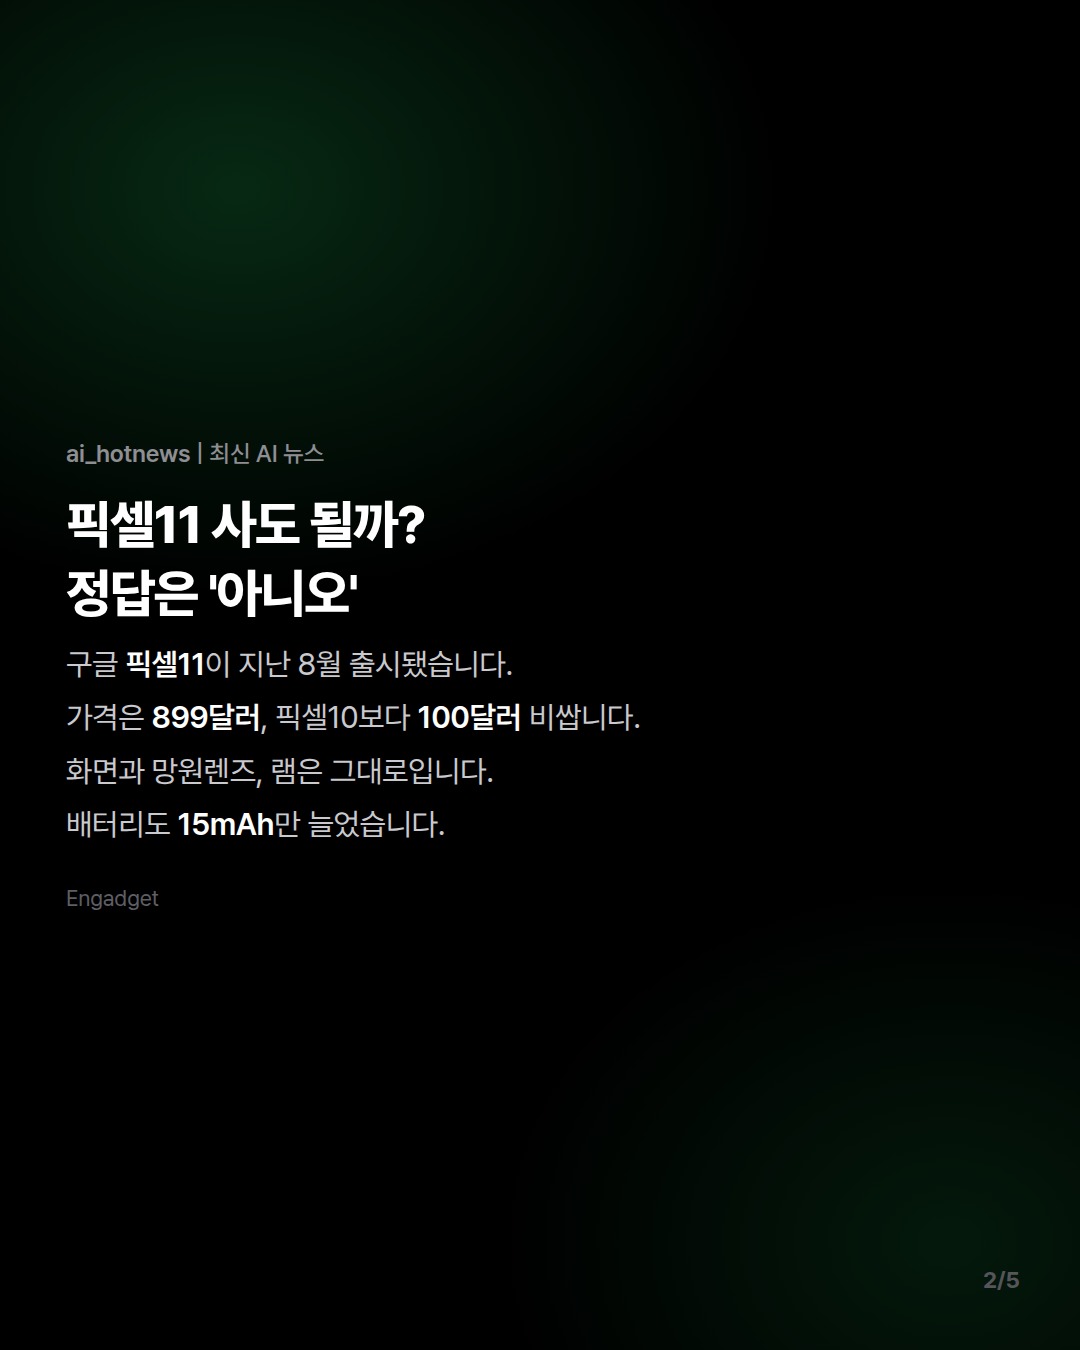 ai_hotnews | 최신 AI 뉴스
픽셀11 사도 될까?
정답은 '아니오'
구글 픽셀11이 지난 8월 출시됐습니다.
가격은 899달러, 픽셀10보다 100달러 비쌉니다.
화면과 망원렌즈, 램은 그대로입니다.
배터리도 15mAh만 늘었습니다.
Engadget
2/5